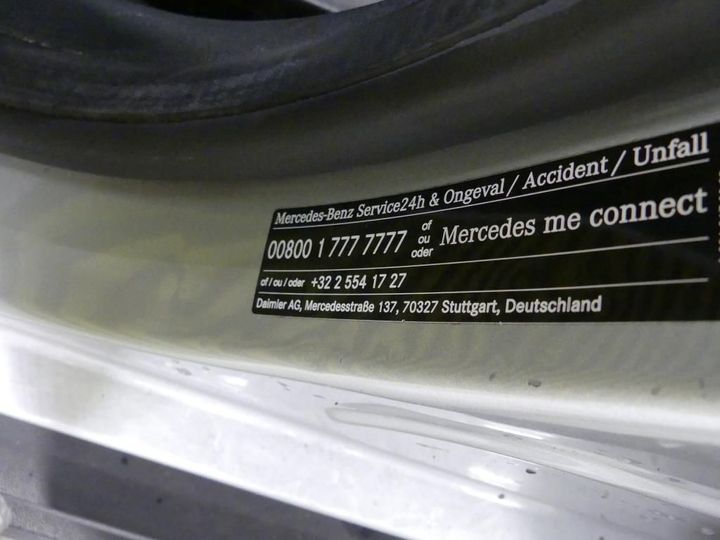 Mercedes-Benz Service24h & Ongeval / Accident / Unfall
00800 1 777 7777 of ou oder Mercedes me connect
of / ou / oder +32 2 554 17 27
Daimler AG, Mercedesstraße 137, 70327 Stuttgart, Deutschland